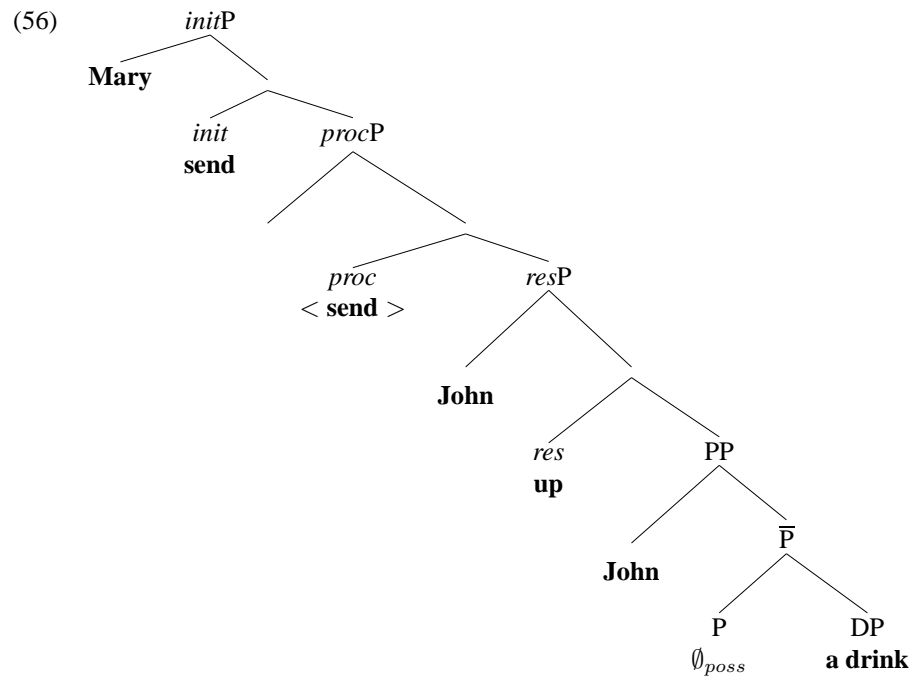 (56) initP
Mary
init procP
send
proc resP
< send >
John
res PP
up
John P̅
P DP
∅poss a drink